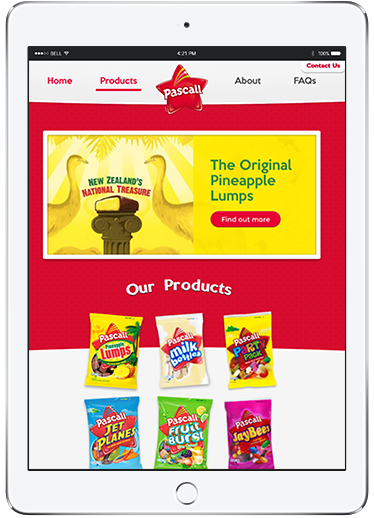 BELL 4:21 PM 100%
Contact Us
Home Products Pascall About FAQs
NEW ZEALAND'S
NATIONAL TREASURE
The Original
Pineapple
Lumps
Find out more
Our Products
Pascall Pascall Pascall
Pineapple Lumps milk bottles PARTY PACK
Pascall Pascall Pascall
JET PLANES FRUIT BURST JayBees